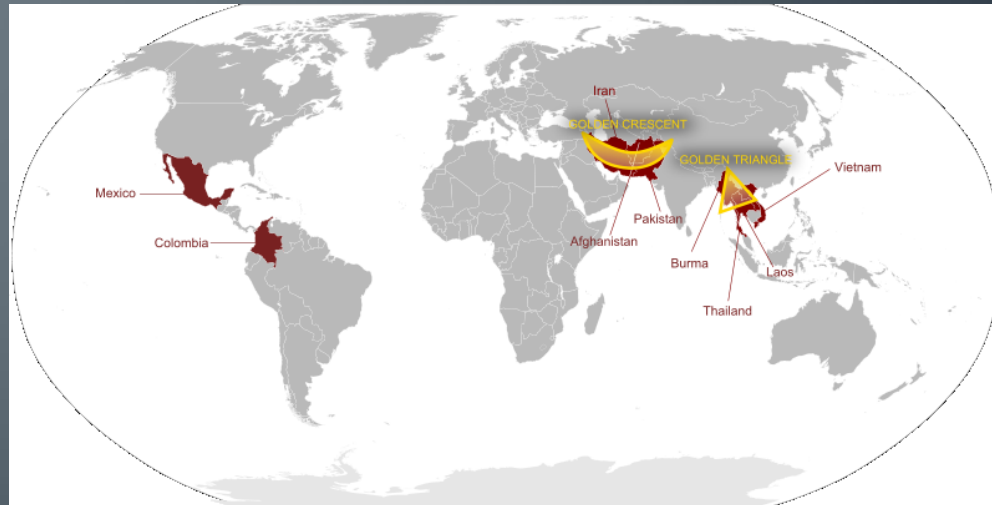 Iran
GOLDEN CRESCENT
GOLDEN TRIANGLE
Vietnam
Mexico
Pakistan
Colombia
Afghanistan
Burma
Laos
Thailand